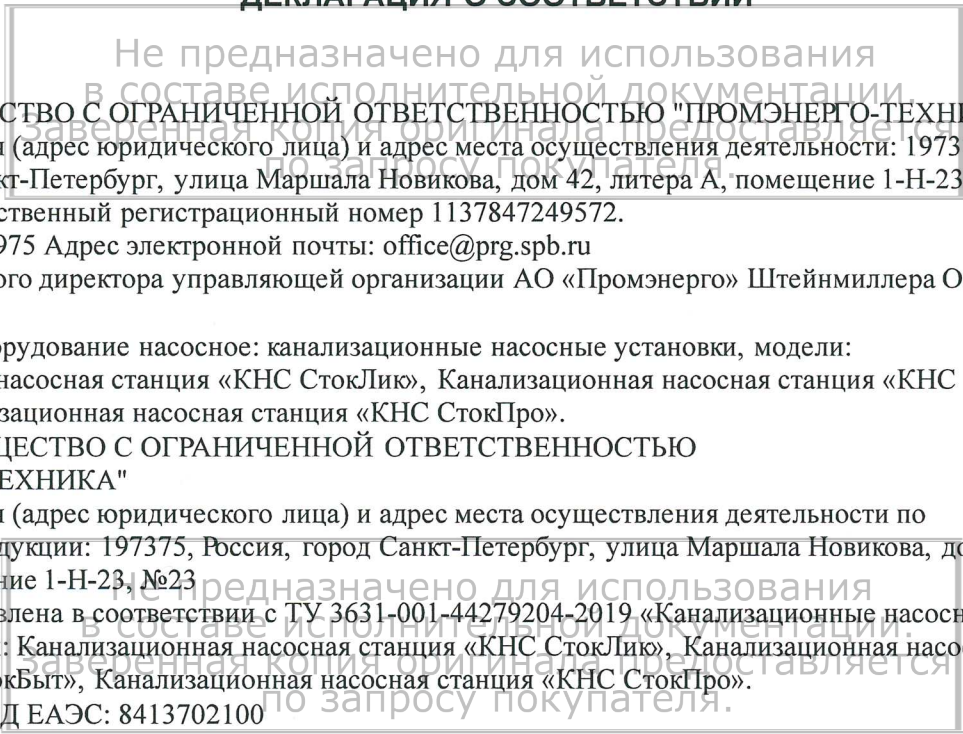 ДЕКЛАРАЦИЯ О СООТВЕТСТВИИ
Не предназначено для использования
в составе исполнительной документации.
Заверенная копия оригинала предоставляется
по запросу покупателя.
СТВО С ОГРАНИЧЕННОЙ ОТВЕТСТВЕННОСТЬЮ "ПРОМЭНЕРГО-ТЕХНИ
(адрес юридического лица) и адрес места осуществления деятельности: 1973
кт-Петербург, улица Маршала Новикова, дом 42, литера А, помещение 1-Н-23
ственный регистрационный номер 1137847249572.
975 Адрес электронной почты: office@prg.spb.ru
ого директора управляющей организации АО «Промэнерго» Штейнмиллера О
орудование насосное: канализационные насосные установки, модели:
насосная станция «КНС СтокЛик», Канализационная насосная станция «КНС
зационная насосная станция «КНС СтокПро».
ЩЕСТВО С ОГРАНИЧЕННОЙ ОТВЕТСТВЕННОСТЬЮ
ЕХНИКА"
(адрес юридического лица) и адрес места осуществления деятельности по
дукции: 197375, Россия, город Санкт-Петербург, улица Маршала Новикова, до
ние 1-Н-23, №23
Не предназначено для использования
влена в соответствии с ТУ 3631-001-44279204-2019 «Канализационные насосн
в составе исполнительной документации.
: Канализационная насосная станция «КНС СтокЛик», Канализационная насо
Заверенная копия оригинала предоставляется
окБыт», Канализационная насосная станция «КНС СтокПро».
по запросу покупателя.
Д ЕАЭС: 8413702100